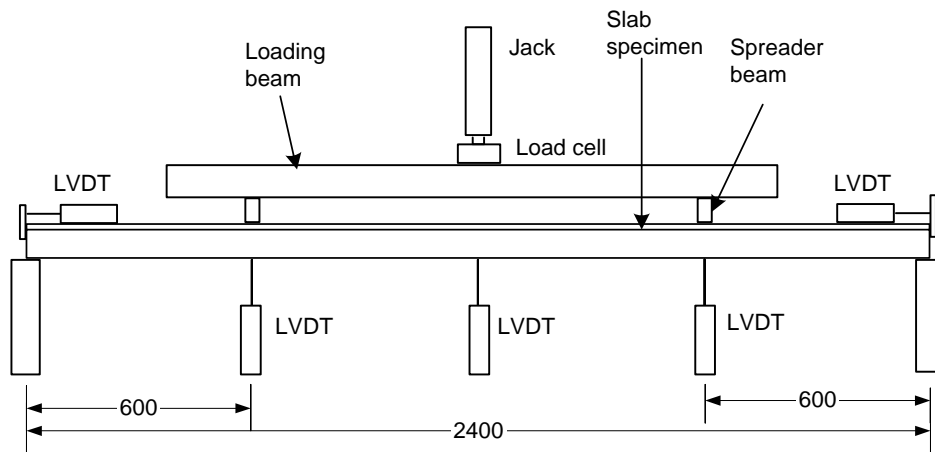 Slab
specimen
Jack
Spreader
beam
Loading
beam
Load cell
LVDT
LVDT
LVDT
LVDT
LVDT
600
600
2400